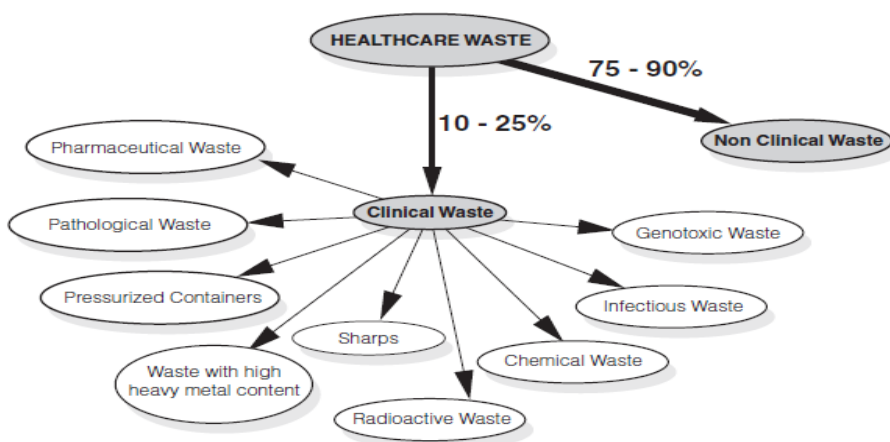 HEALTHCARE WASTE
75 - 90%
10 - 25%
Non Clinical Waste
Pharmaceutical Waste
Clinical Waste
Pathological Waste
Genotoxic Waste
Pressurized Containers
Infectious Waste
Sharps
Chemical Waste
Waste with high
heavy metal content
Radioactive Waste